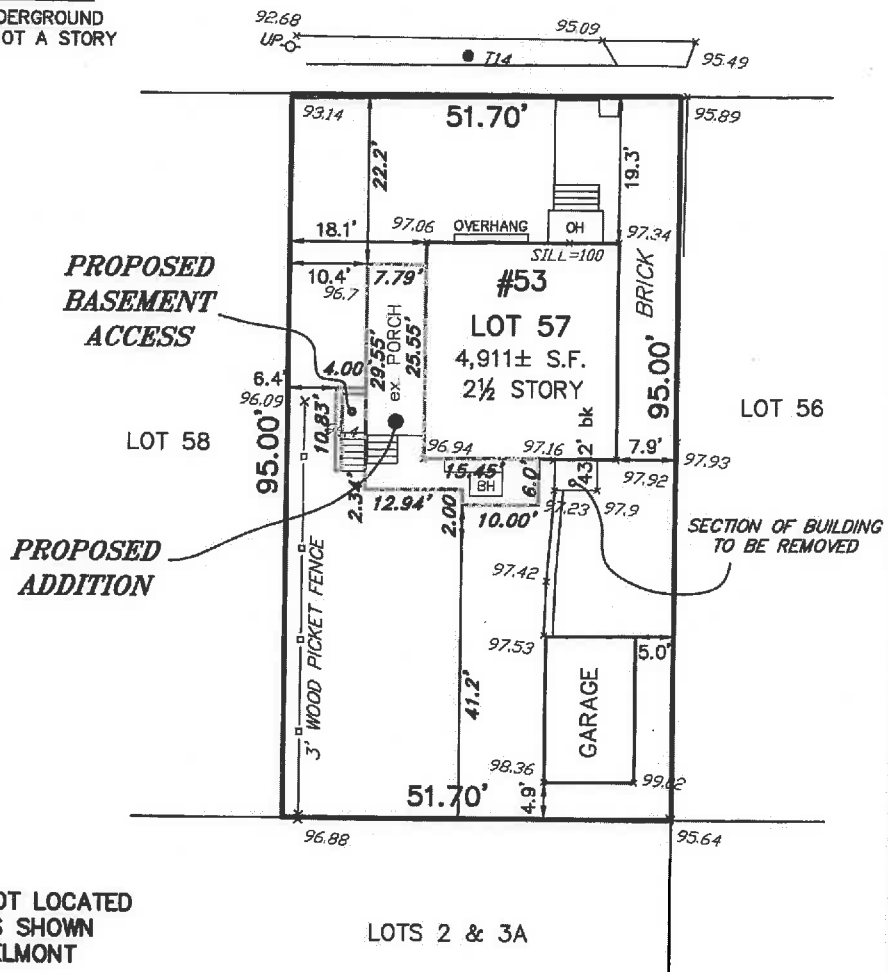 DERGROUND
OT A STORY
92.68
UP
95.09
T14
95.49
93.14
51.70'
95.89
22.2'
19.3'
18.1'
97.06
OVERHANG
OH
97.34
SILL=100
PROPOSED
BASEMENT
ACCESS
10.4'
7.79'
96.7
#53
BRICK
LOT 57
4,911± S.F.
2½ STORY
ex. PORCH
29.55'
25.55'
4.00'
6.4'
96.09
10.83'
95.00'
95.00'
LOT 58
LOT 56
43.2' bk
96.94
97.16
7.9'
97.93
15.45'
BH
6.0'
97.92
2.34'
12.94'
2.00
10.00'
97.23
97.9
SECTION OF BUILDING
TO BE REMOVED
PROPOSED
ADDITION
97.42
3' WOOD PICKET FENCE
97.53
5.0'
41.2'
GARAGE
98.36
51.70'
4.9'
96.88
95.64
OT LOCATED
S SHOWN
LMONT
LOTS 2 & 3A